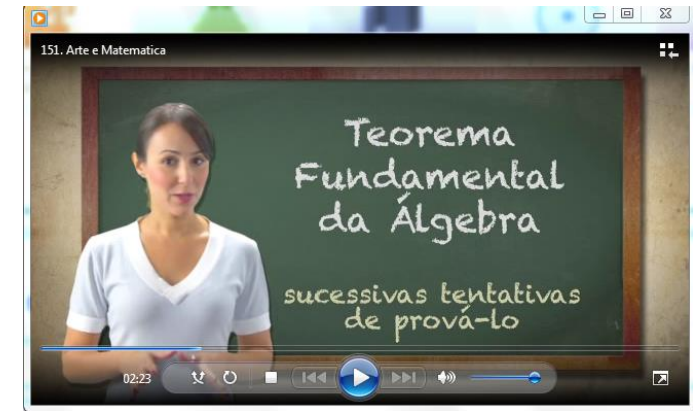 151. Arte e Matematica
Teorema
Fundamental
da Álgebra
sucessivas tentativas
de prová-lo
02:23